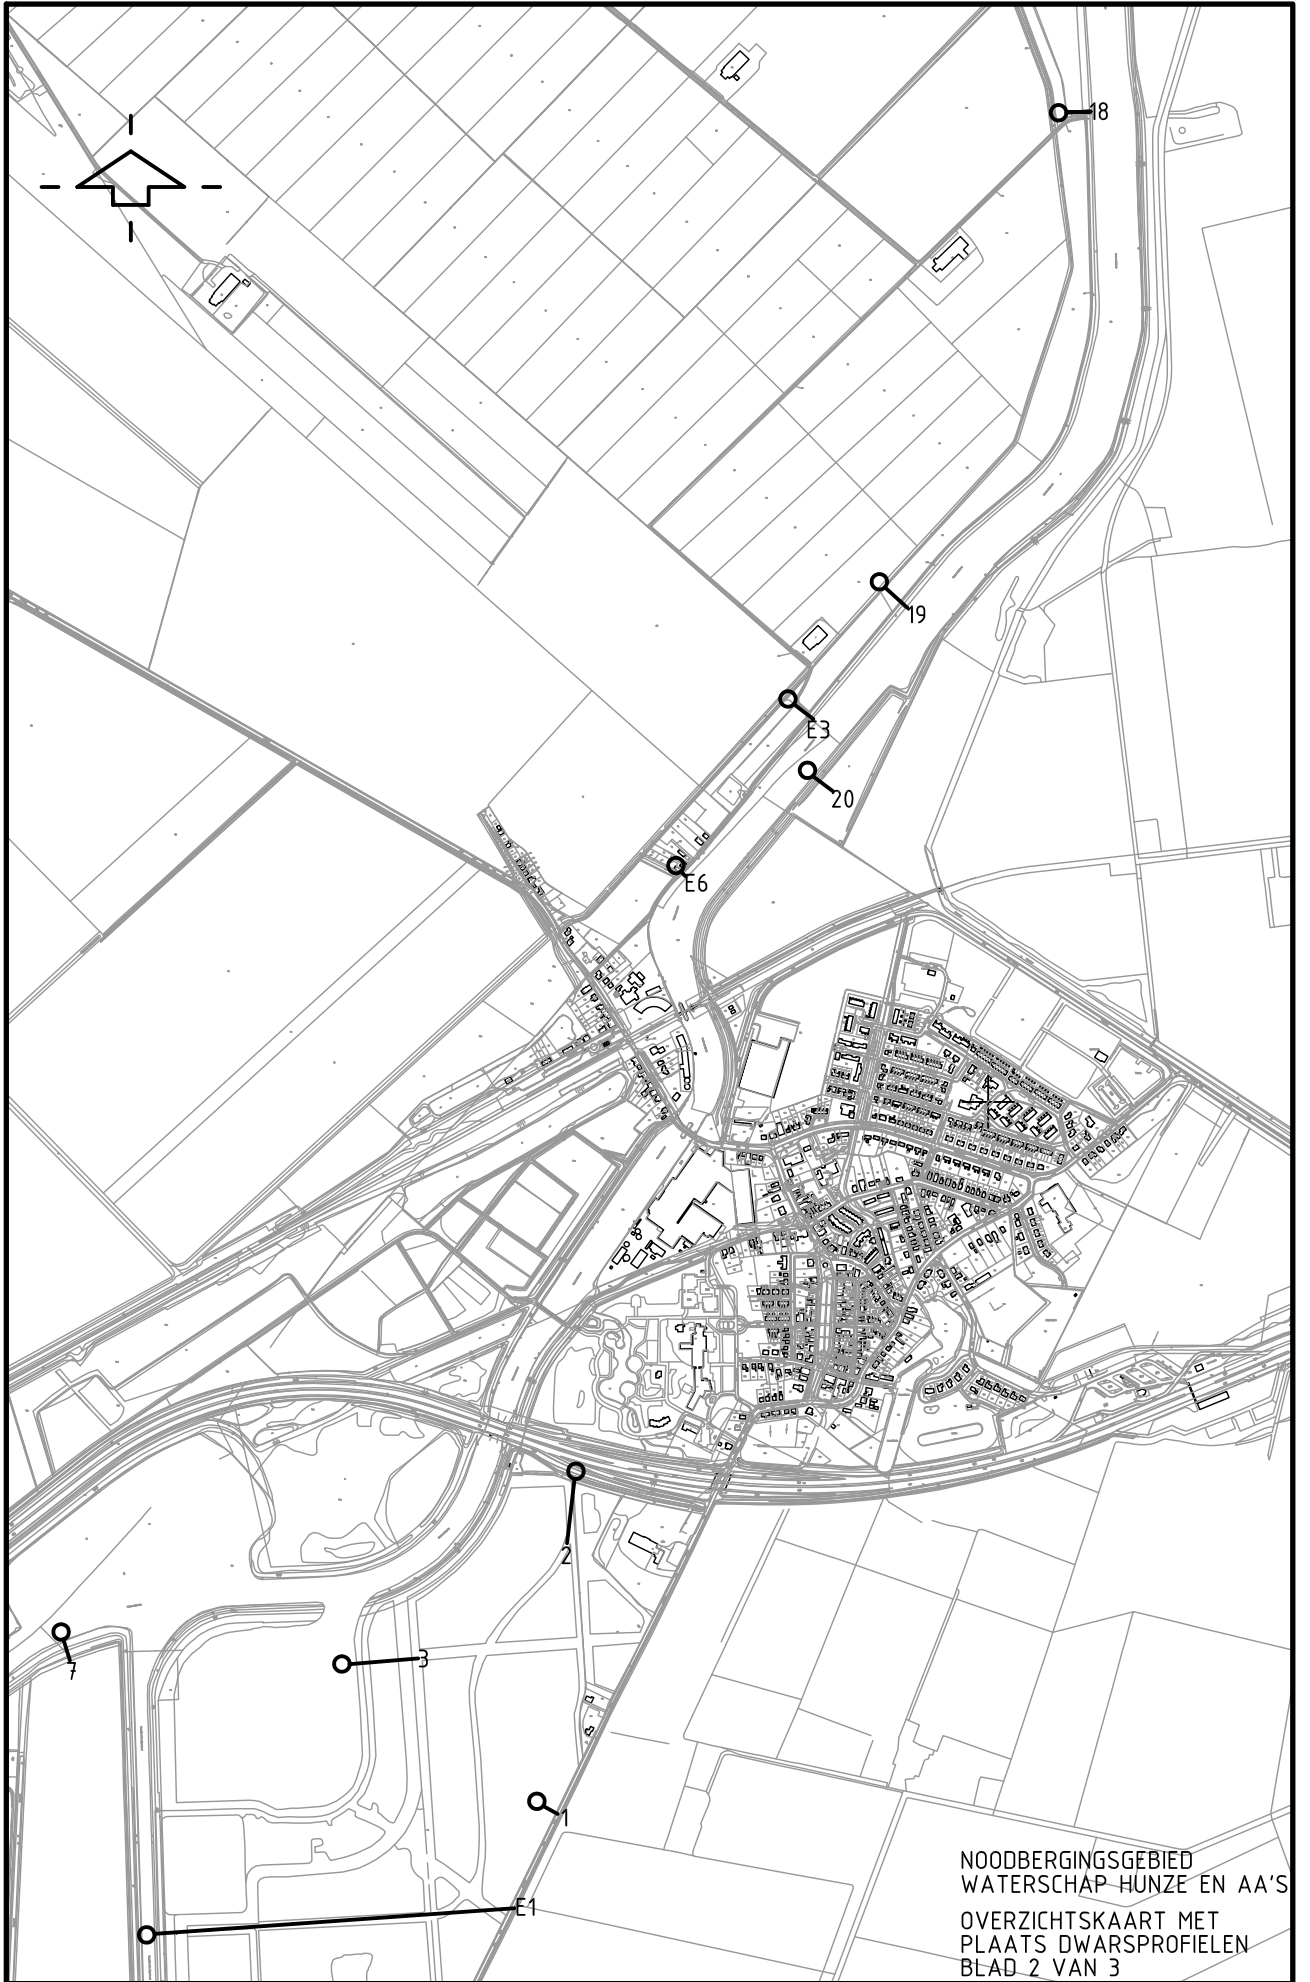 18
19
E3
20
E6
2
3
7
1
E1
NOODBERGINGSGEBIED
WATERSCHAP HUNZE EN AA'S
OVERZICHTSKAART MET
PLAATS DWARSPROFIELEN
BLAD 2 VAN 3